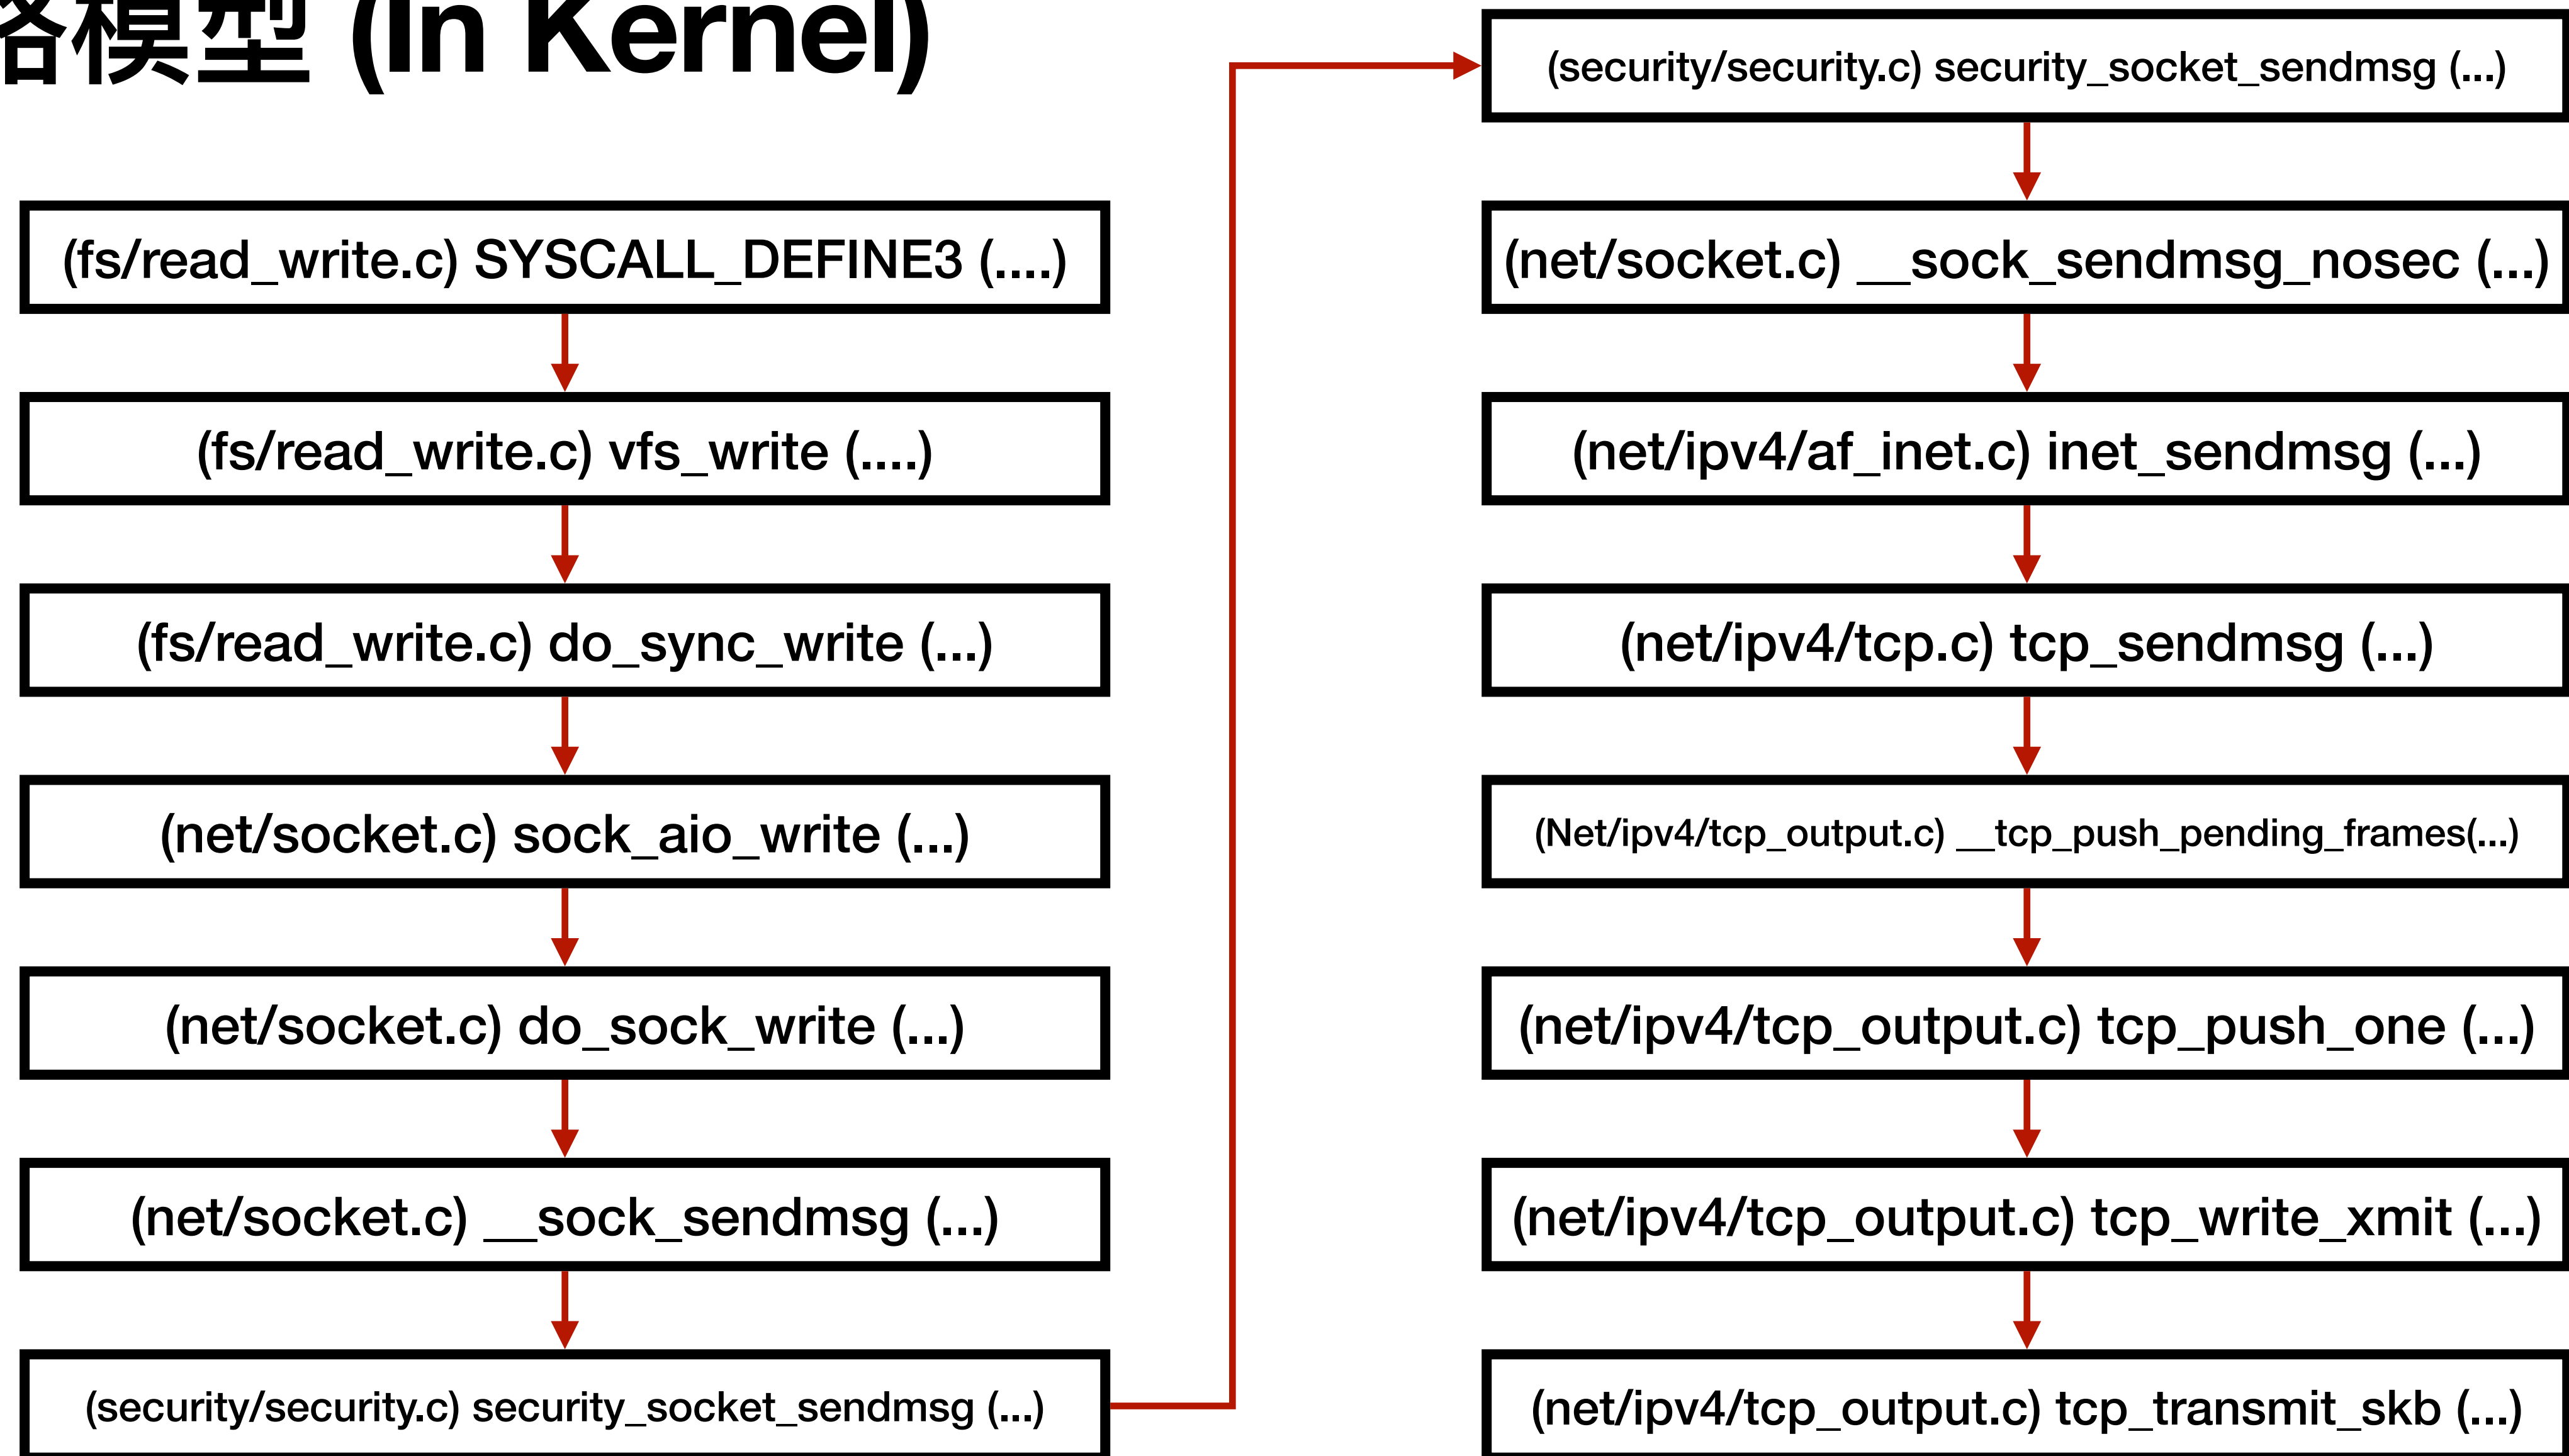 模型 (In Kernel)
(fs/read_write.c) SYSCALL_DEFINE3 (....)
(fs/read_write.c) vfs_write (....)
(fs/read_write.c) do_sync_write (...)
(net/socket.c) sock_aio_write (...)
(net/socket.c) do_sock_write (...)
(net/socket.c) __sock_sendmsg (...)
(security/security.c) security_socket_sendmsg (...)
(security/security.c) security_socket_sendmsg (...)
(net/socket.c) __sock_sendmsg_nosec (...)
(net/ipv4/af_inet.c) inet_sendmsg (...)
(net/ipv4/tcp.c) tcp_sendmsg (...)
(Net/ipv4/tcp_output.c) __tcp_push_pending_frames(...)
(net/ipv4/tcp_output.c) tcp_push_one (...)
(net/ipv4/tcp_output.c) tcp_write_xmit (...)
(net/ipv4/tcp_output.c) tcp_transmit_skb (...)